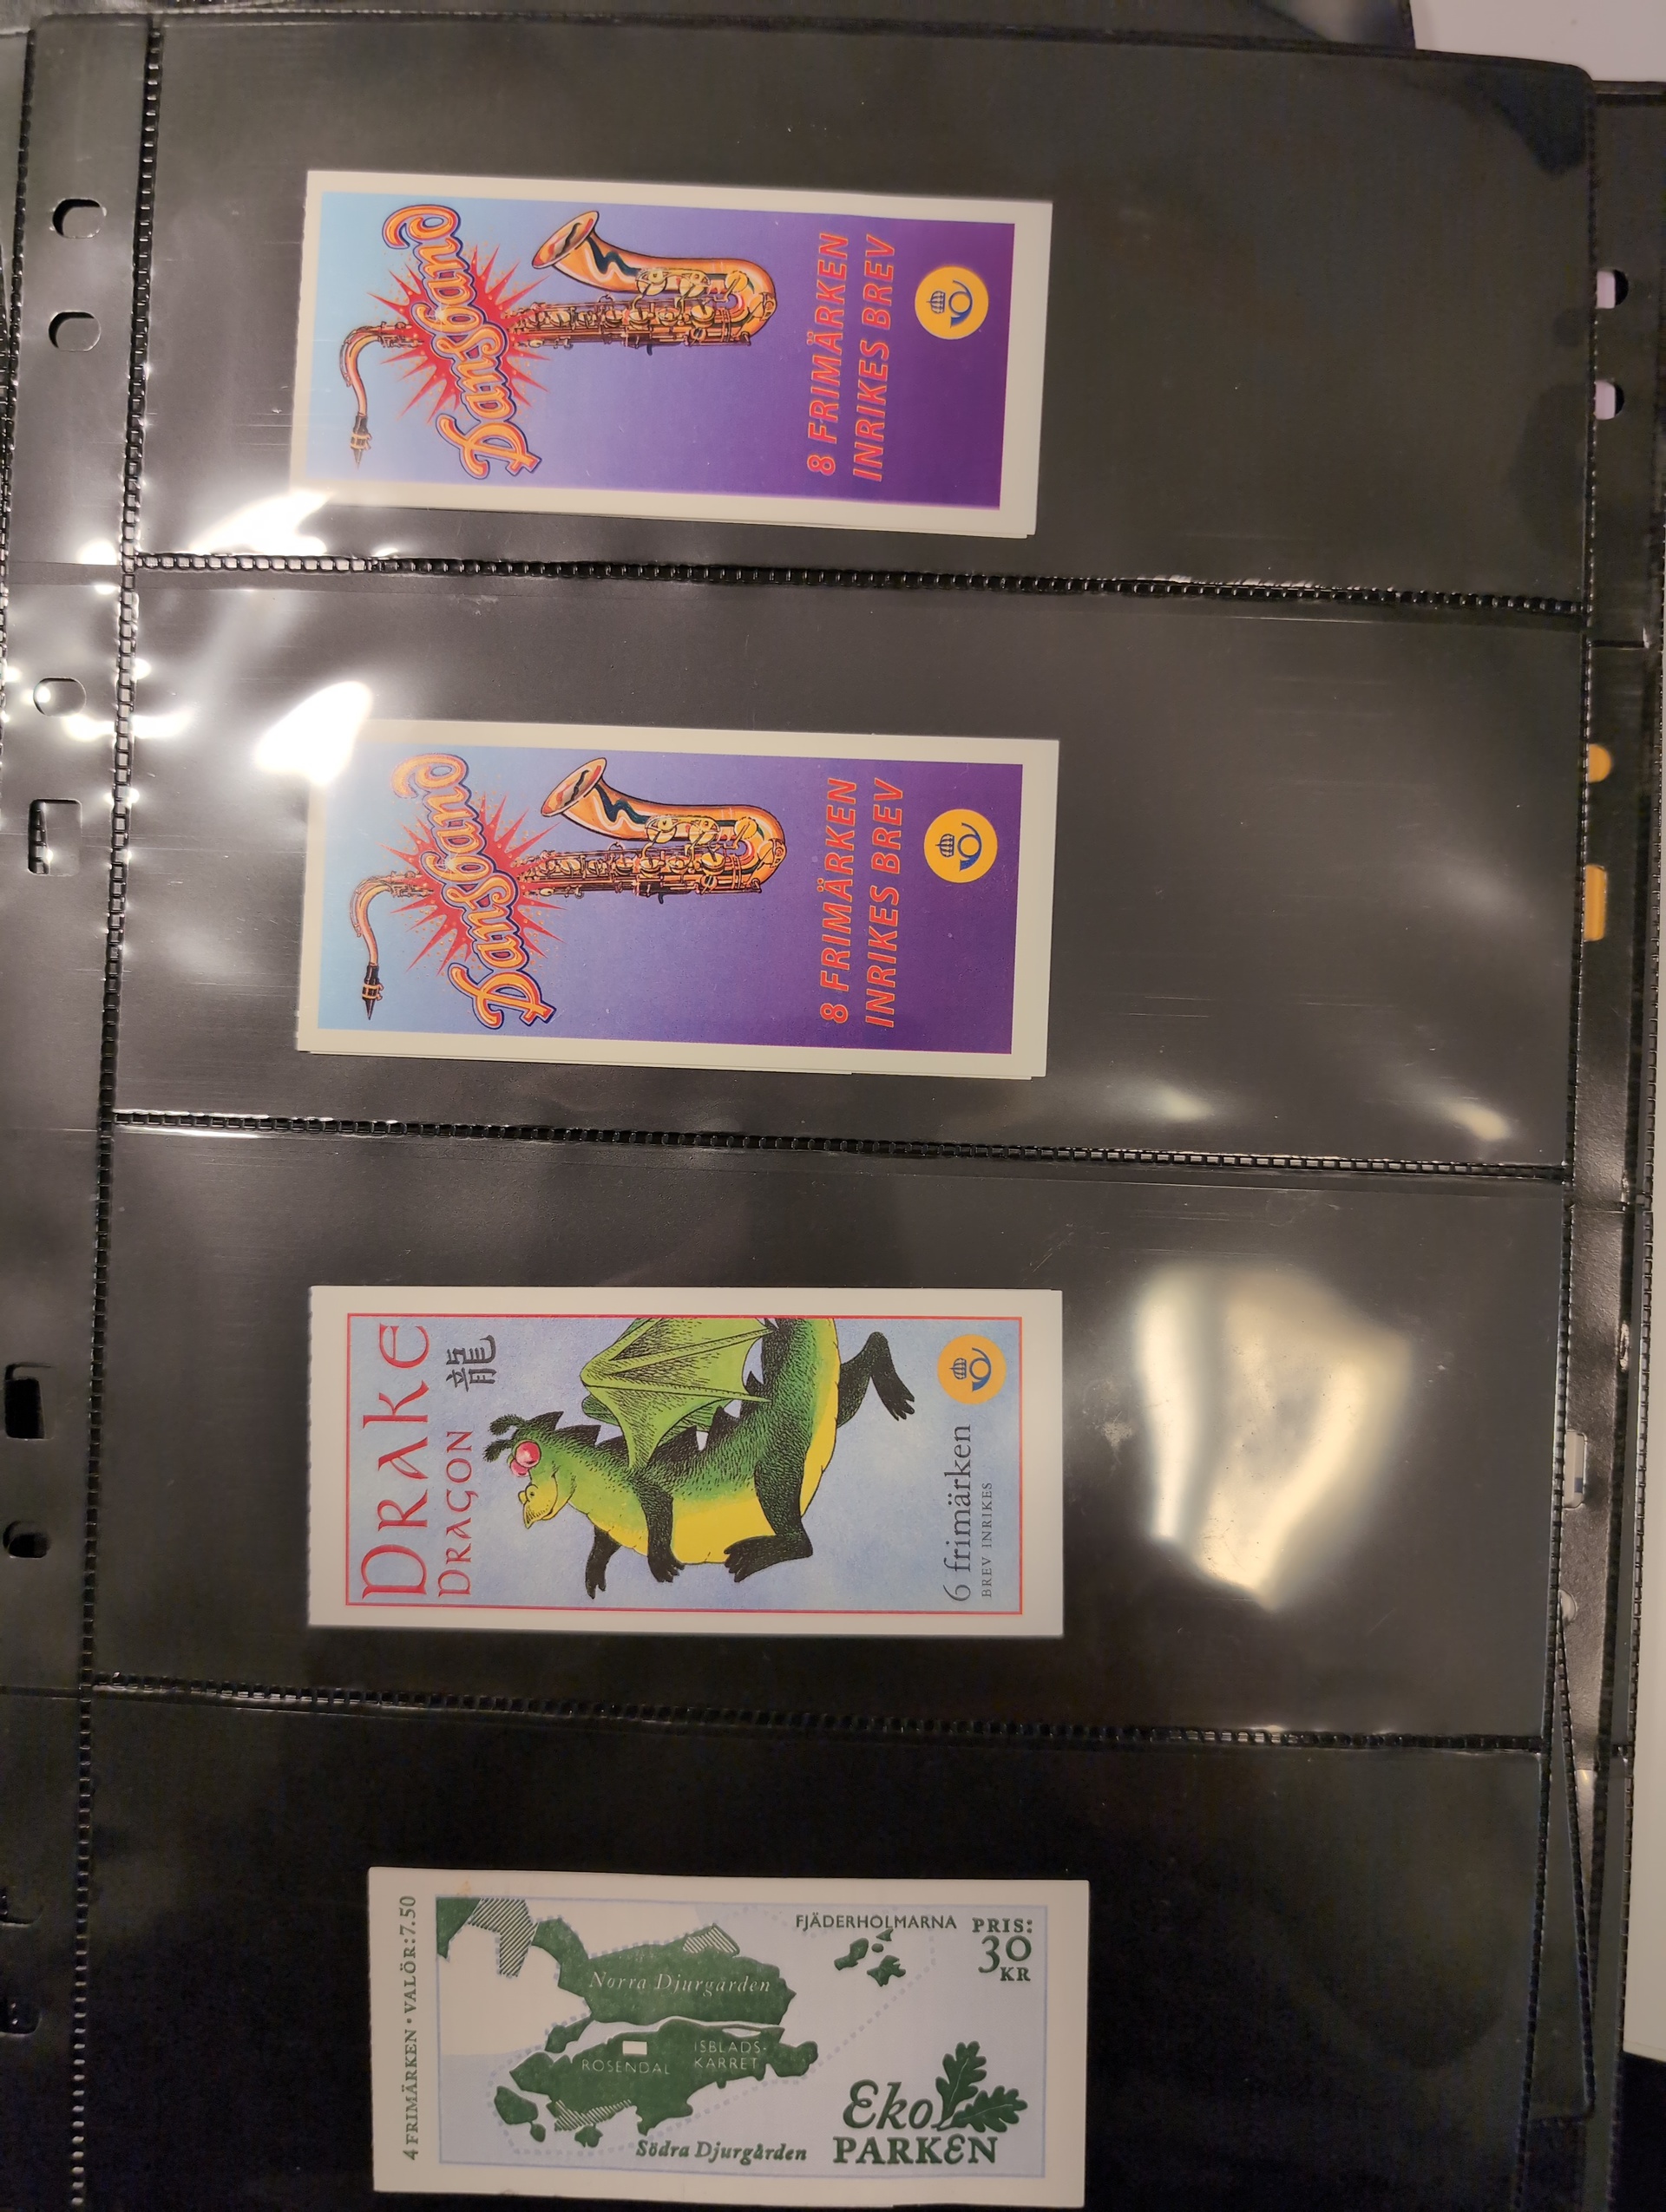 Dansband
8 FRIMÄRKEN
INRIKES BREV
Dansband
8 FRIMÄRKEN
INRIKES BREV
DRAKE
DRAGON 龍
6 frimärken
BREV INRIKES
4 FRIMÄRKEN • VALÖR: 7.50
Norra Djurgården
ROSENDAL
ISBLADS-
KARRET
Södra Djurgården
FJÄDERHOLMARNA
PRIS:
30
KR
Eko
PARKEN